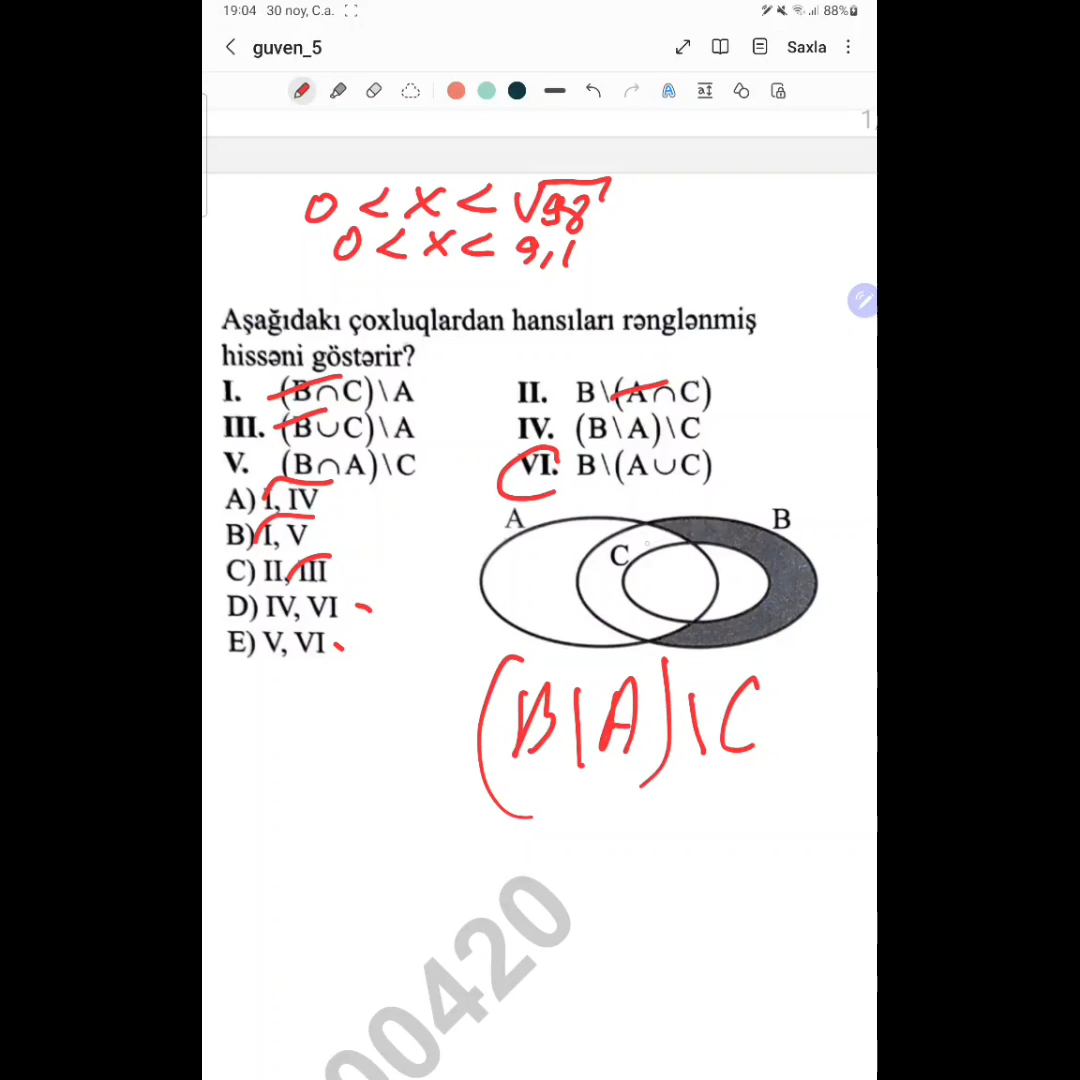 19:04 30 noy, C.a. 88%
guven_5 Saxla
0 < x < √98
0 < x < 9,1
Aşağıdakı çoxluqlardan hansıları rənglənmiş
hissəni göstərir?
I. (B∩C)\A II. B\(A∩C)
III. (B∪C)\A IV. (B\A)\C
V. (B∩A)\C VI. B\(A∪C)
A) I, IV
B) I, V
C) II, III
D) IV, VI
E) V, VI
A B
C
(B\A)\C
00420